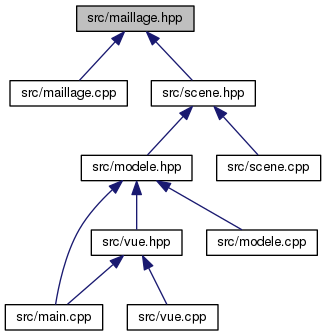 src/maillage.hpp
src/maillage.cpp
src/scene.hpp
src/modele.hpp
src/scene.cpp
src/vue.hpp
src/modele.cpp
src/main.cpp
src/vue.cpp